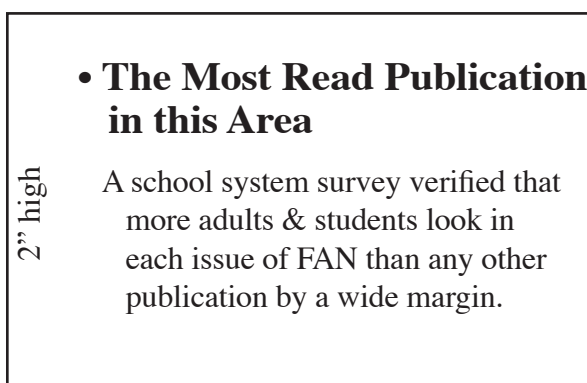 • The Most Read Publication
in this Area
A school system survey verified that
more adults & students look in
each issue of FAN than any other
publication by a wide margin.
2” high